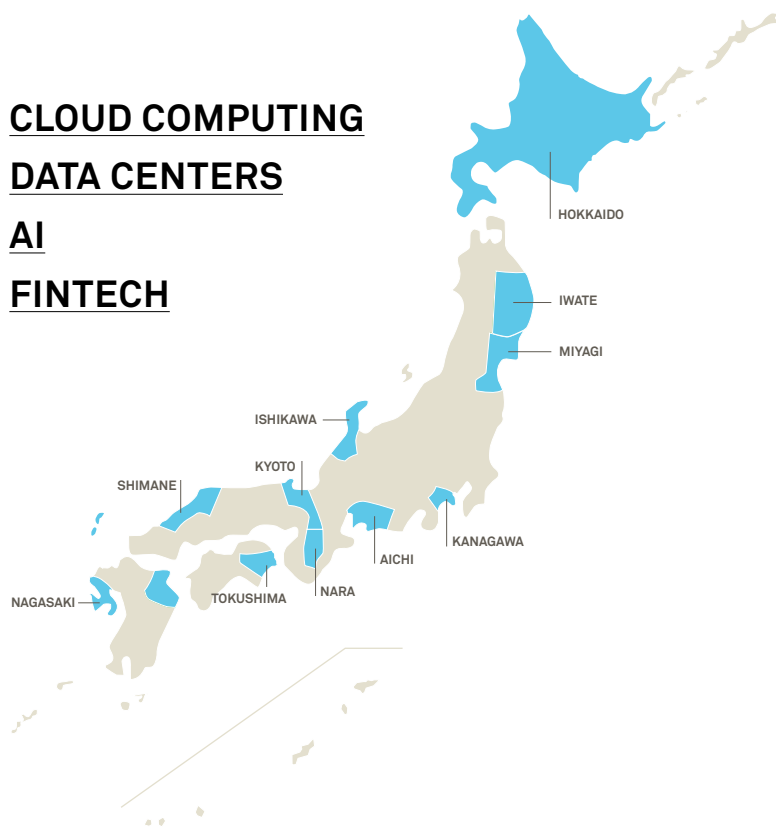 CLOUD COMPUTING
DATA CENTERS
AI
FINTECH
HOKKAIDO
IWATE
MIYAGI
ISHIKAWA
KYOTO
SHIMANE
KANAGAWA
AICHI
NARA
TOKUSHIMA
NAGASAKI